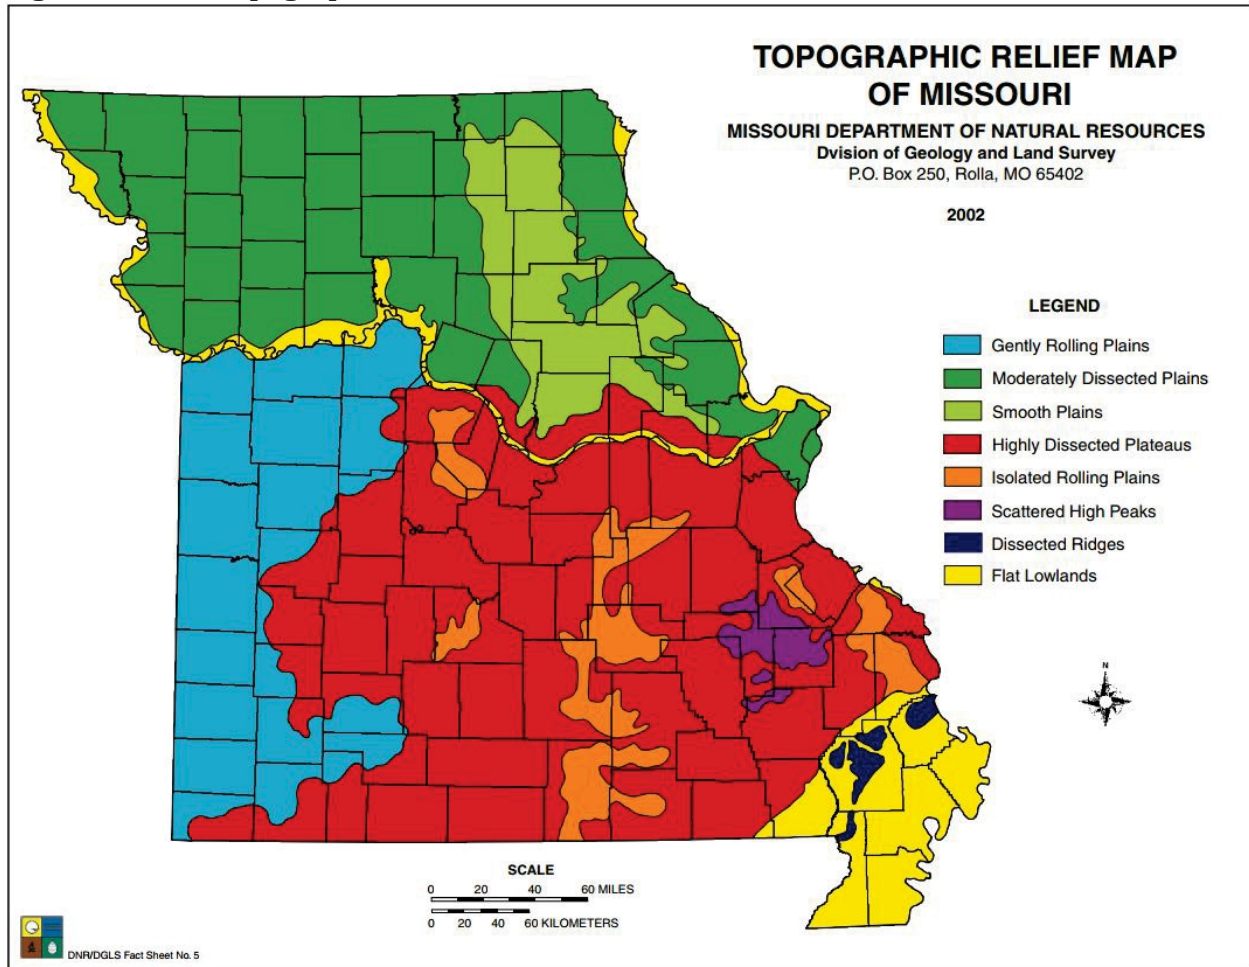 TOPOGRAPHIC RELIEF MAP
OF MISSOURI
MISSOURI DEPARTMENT OF NATURAL RESOURCES
Dvision of Geology and Land Survey
P.O. Box 250, Rolla, MO 65402
2002
LEGEND
Gently Rolling Plains
Moderately Dissected Plains
Smooth Plains
Highly Dissected Plateaus
Isolated Rolling Plains
Scattered High Peaks
Dissected Ridges
Flat Lowlands
N
SCALE
0 20 40 60 MILES
0 20 40 60 KILOMETERS
DNR/DGLS Fact Sheet No. 5